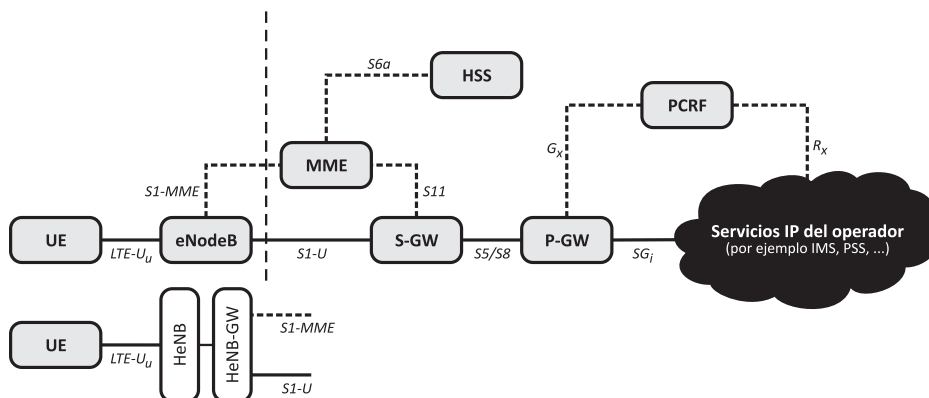 S6a
HSS
PCRF
MME
Gx
Rx
S1-MME
S11
UE
LTE-Uu
eNodeB
S1-U
S-GW
S5/S8
P-GW
SGi
Servicios IP del operador
(por ejemplo IMS, PSS, ...)
UE
LTE-Uu
HeNB
HeNB-GW
S1-MME
S1-U